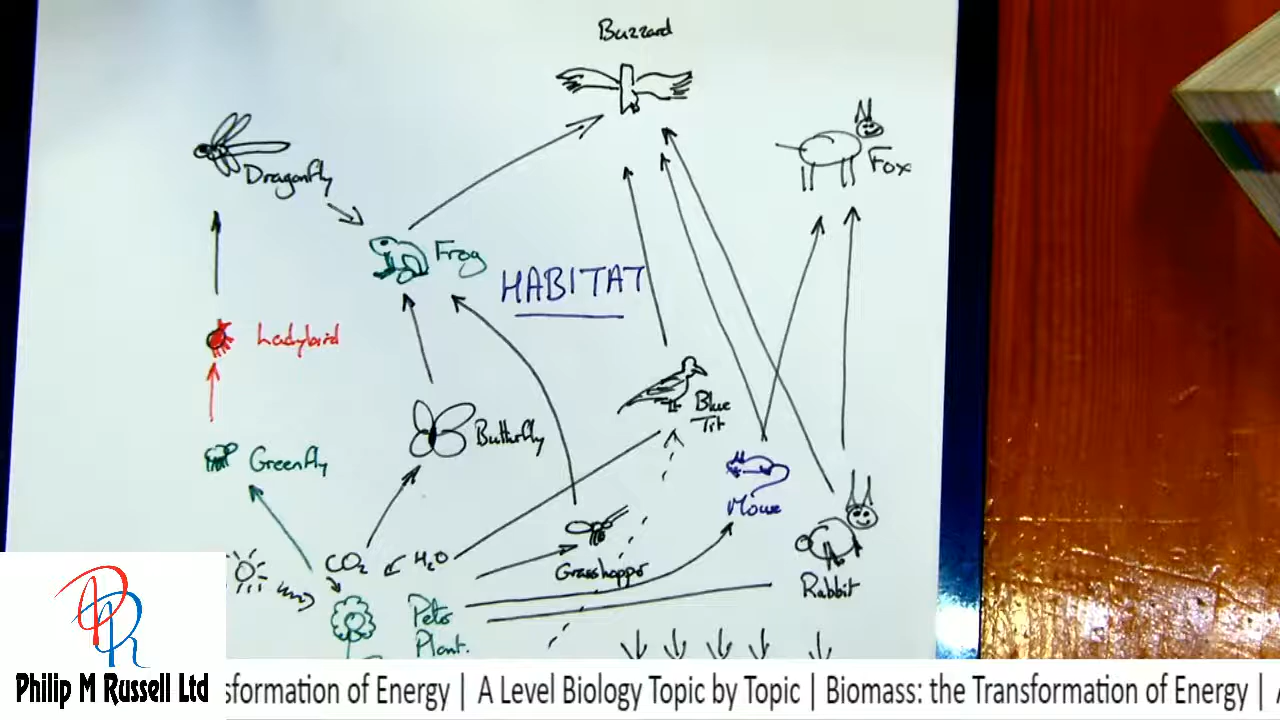 Buzzard
Dragonfly
Fox
Frog
HABITAT
Ladybird
Blue
Tit
Butterfly
Greenfly
Mouse
CO2
H2O
Grasshopper
Rabbit
Plant.
Philip M Russell Ltd
sformation of Energy | A Level Biology Topic by Topic | Biomass: the Transformation of Energy |